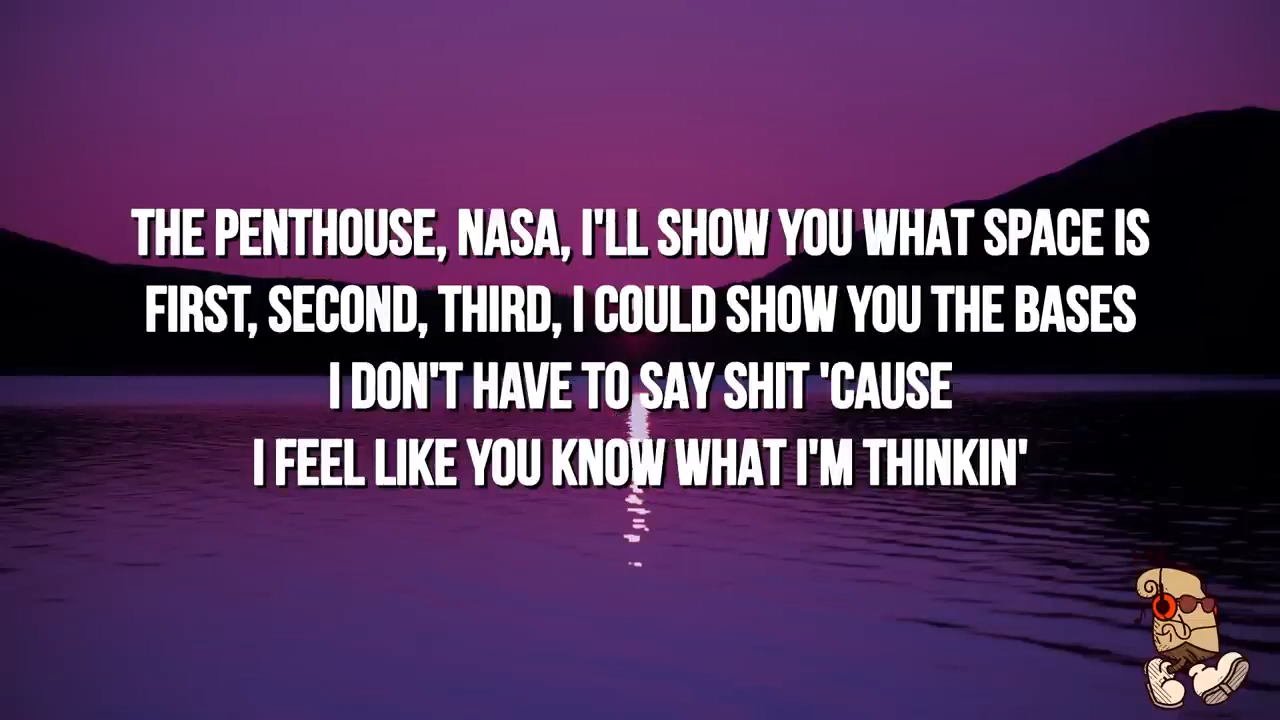 THE PENTHOUSE, NASA, I'LL SHOW YOU WHAT SPACE IS
FIRST, SECOND, THIRD, I COULD SHOW YOU THE BASES
I DON'T HAVE TO SAY SHIT 'CAUSE
I FEEL LIKE YOU KNOW WHAT I'M THINKIN'